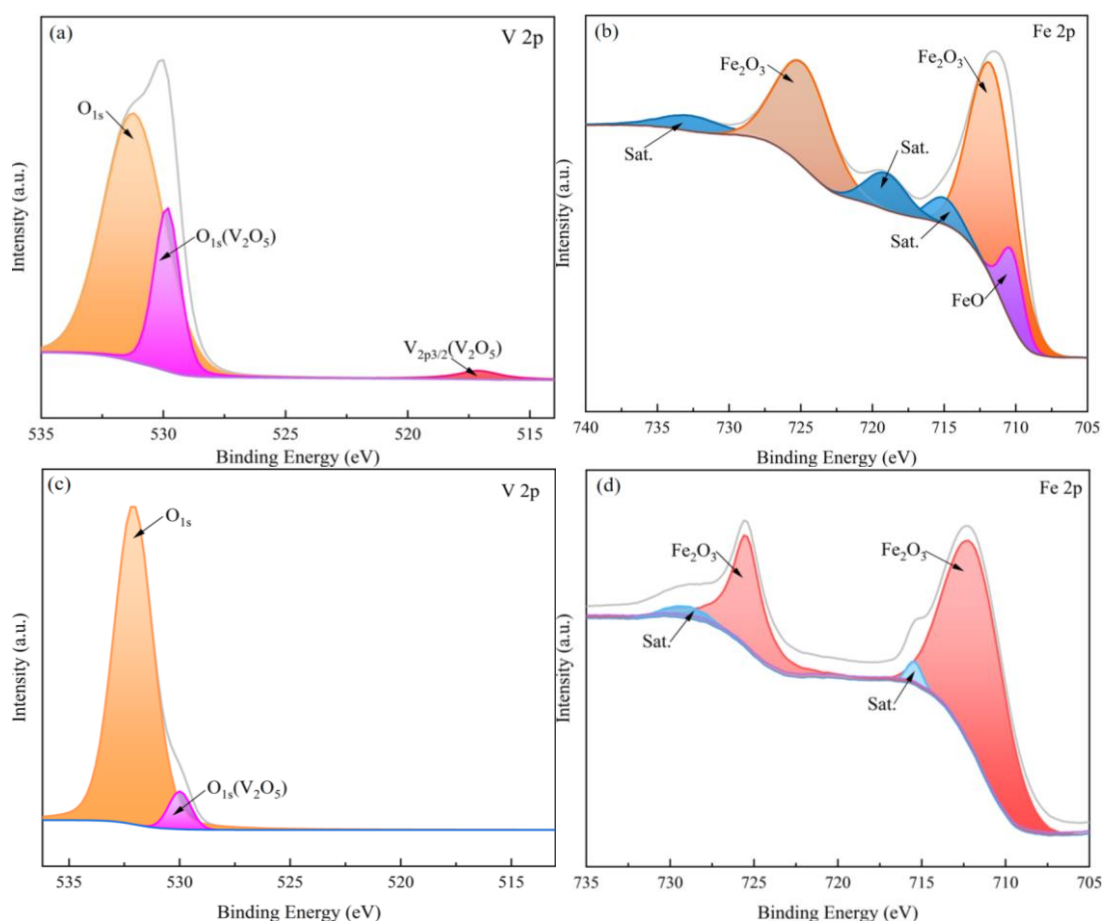 (a)
V 2p
O1s
O1s(V2O5)
V2p3/2(V2O5)
Intensity (a.u.)
535 530 525 520 515
Binding Energy (eV)
(b)
Fe 2p
Fe2O3
Fe2O3
Sat.
Sat.
Sat.
FeO
Intensity (a.u.)
740 735 730 725 720 715 710 705
Binding Energy (eV)
(c)
V 2p
O1s
O1s(V2O5)
Intensity (a.u.)
535 530 525 520 515
Binding Energy (eV)
(d)
Fe 2p
Fe2O3
Fe2O3
Sat.
Sat.
Intensity (a.u.)
735 730 725 720 715 710 705
Binding Energy (eV)